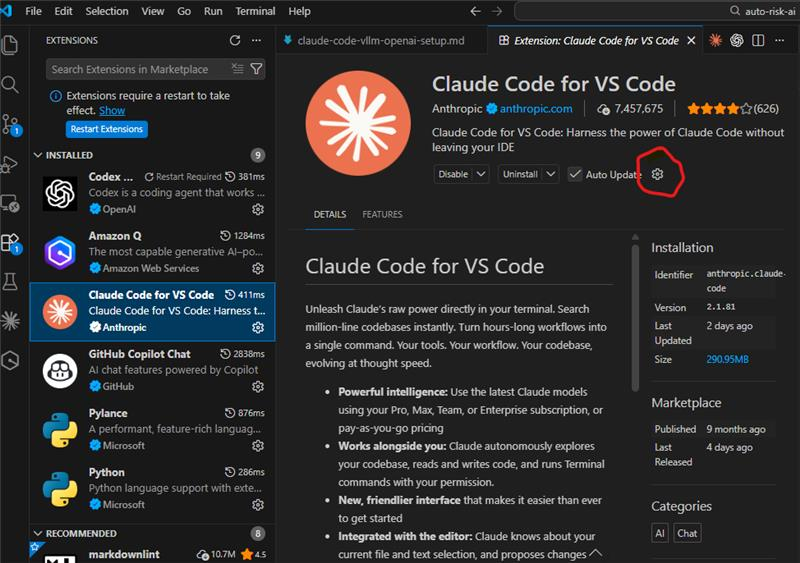 File Edit Selection View Go Run Terminal Help
auto-risk-ai
EXTENSIONS
Search Extensions in Marketplace
Extensions require a restart to take
effect. Show
Restart Extensions
INSTALLED 9
Codex ... Restart Required 381ms
Codex is a coding agent that works ...
OpenAI
Amazon Q 1284ms
The most capable generative AI–po...
Amazon Web Services
Claude Code for VS Code 411ms
Claude Code for VS Code: Harness t...
Anthropic
GitHub Copilot Chat 2838ms
AI chat features powered by Copilot
GitHub
Pylance 876ms
A performant, feature-rich languag...
Microsoft
Python 286ms
Python language support with exte...
Microsoft
RECOMMENDED 8
markdownlint 10.7M 4.5
1
1
claude-code-vllm-openai-setup.md
Extension: Claude Code for VS Code
Claude Code for VS Code
Anthropic anthropic.com 7,457,675 (626)
Claude Code for VS Code: Harness the power of Claude Code without
leaving your IDE
Disable Uninstall Auto Update
DETAILS FEATURES
Claude Code for VS Code
Unleash Claude's raw power directly in your terminal. Search
million-line codebases instantly. Turn hours-long workflows into
a single command. Your tools. Your workflow. Your codebase,
evolving at thought speed.
• Powerful intelligence: Use the latest Claude models
using your Pro, Max, Team, or Enterprise subscription, or
pay-as-you-go pricing
• Works alongside you: Claude autonomously explores
your codebase, reads and writes code, and runs Terminal
commands with your permission.
• New, friendlier interface that makes it easier than ever
to get started
• Integrated with the editor: Claude knows about your
current file and text selection, and proposes changes
Installation
Identifier anthropic.claude-
code
Version 2.1.81
Last
Updated 2 days ago
Size 290.95MB
Marketplace
Published 9 months ago
Last
Released 4 days ago
Categories
AI Chat